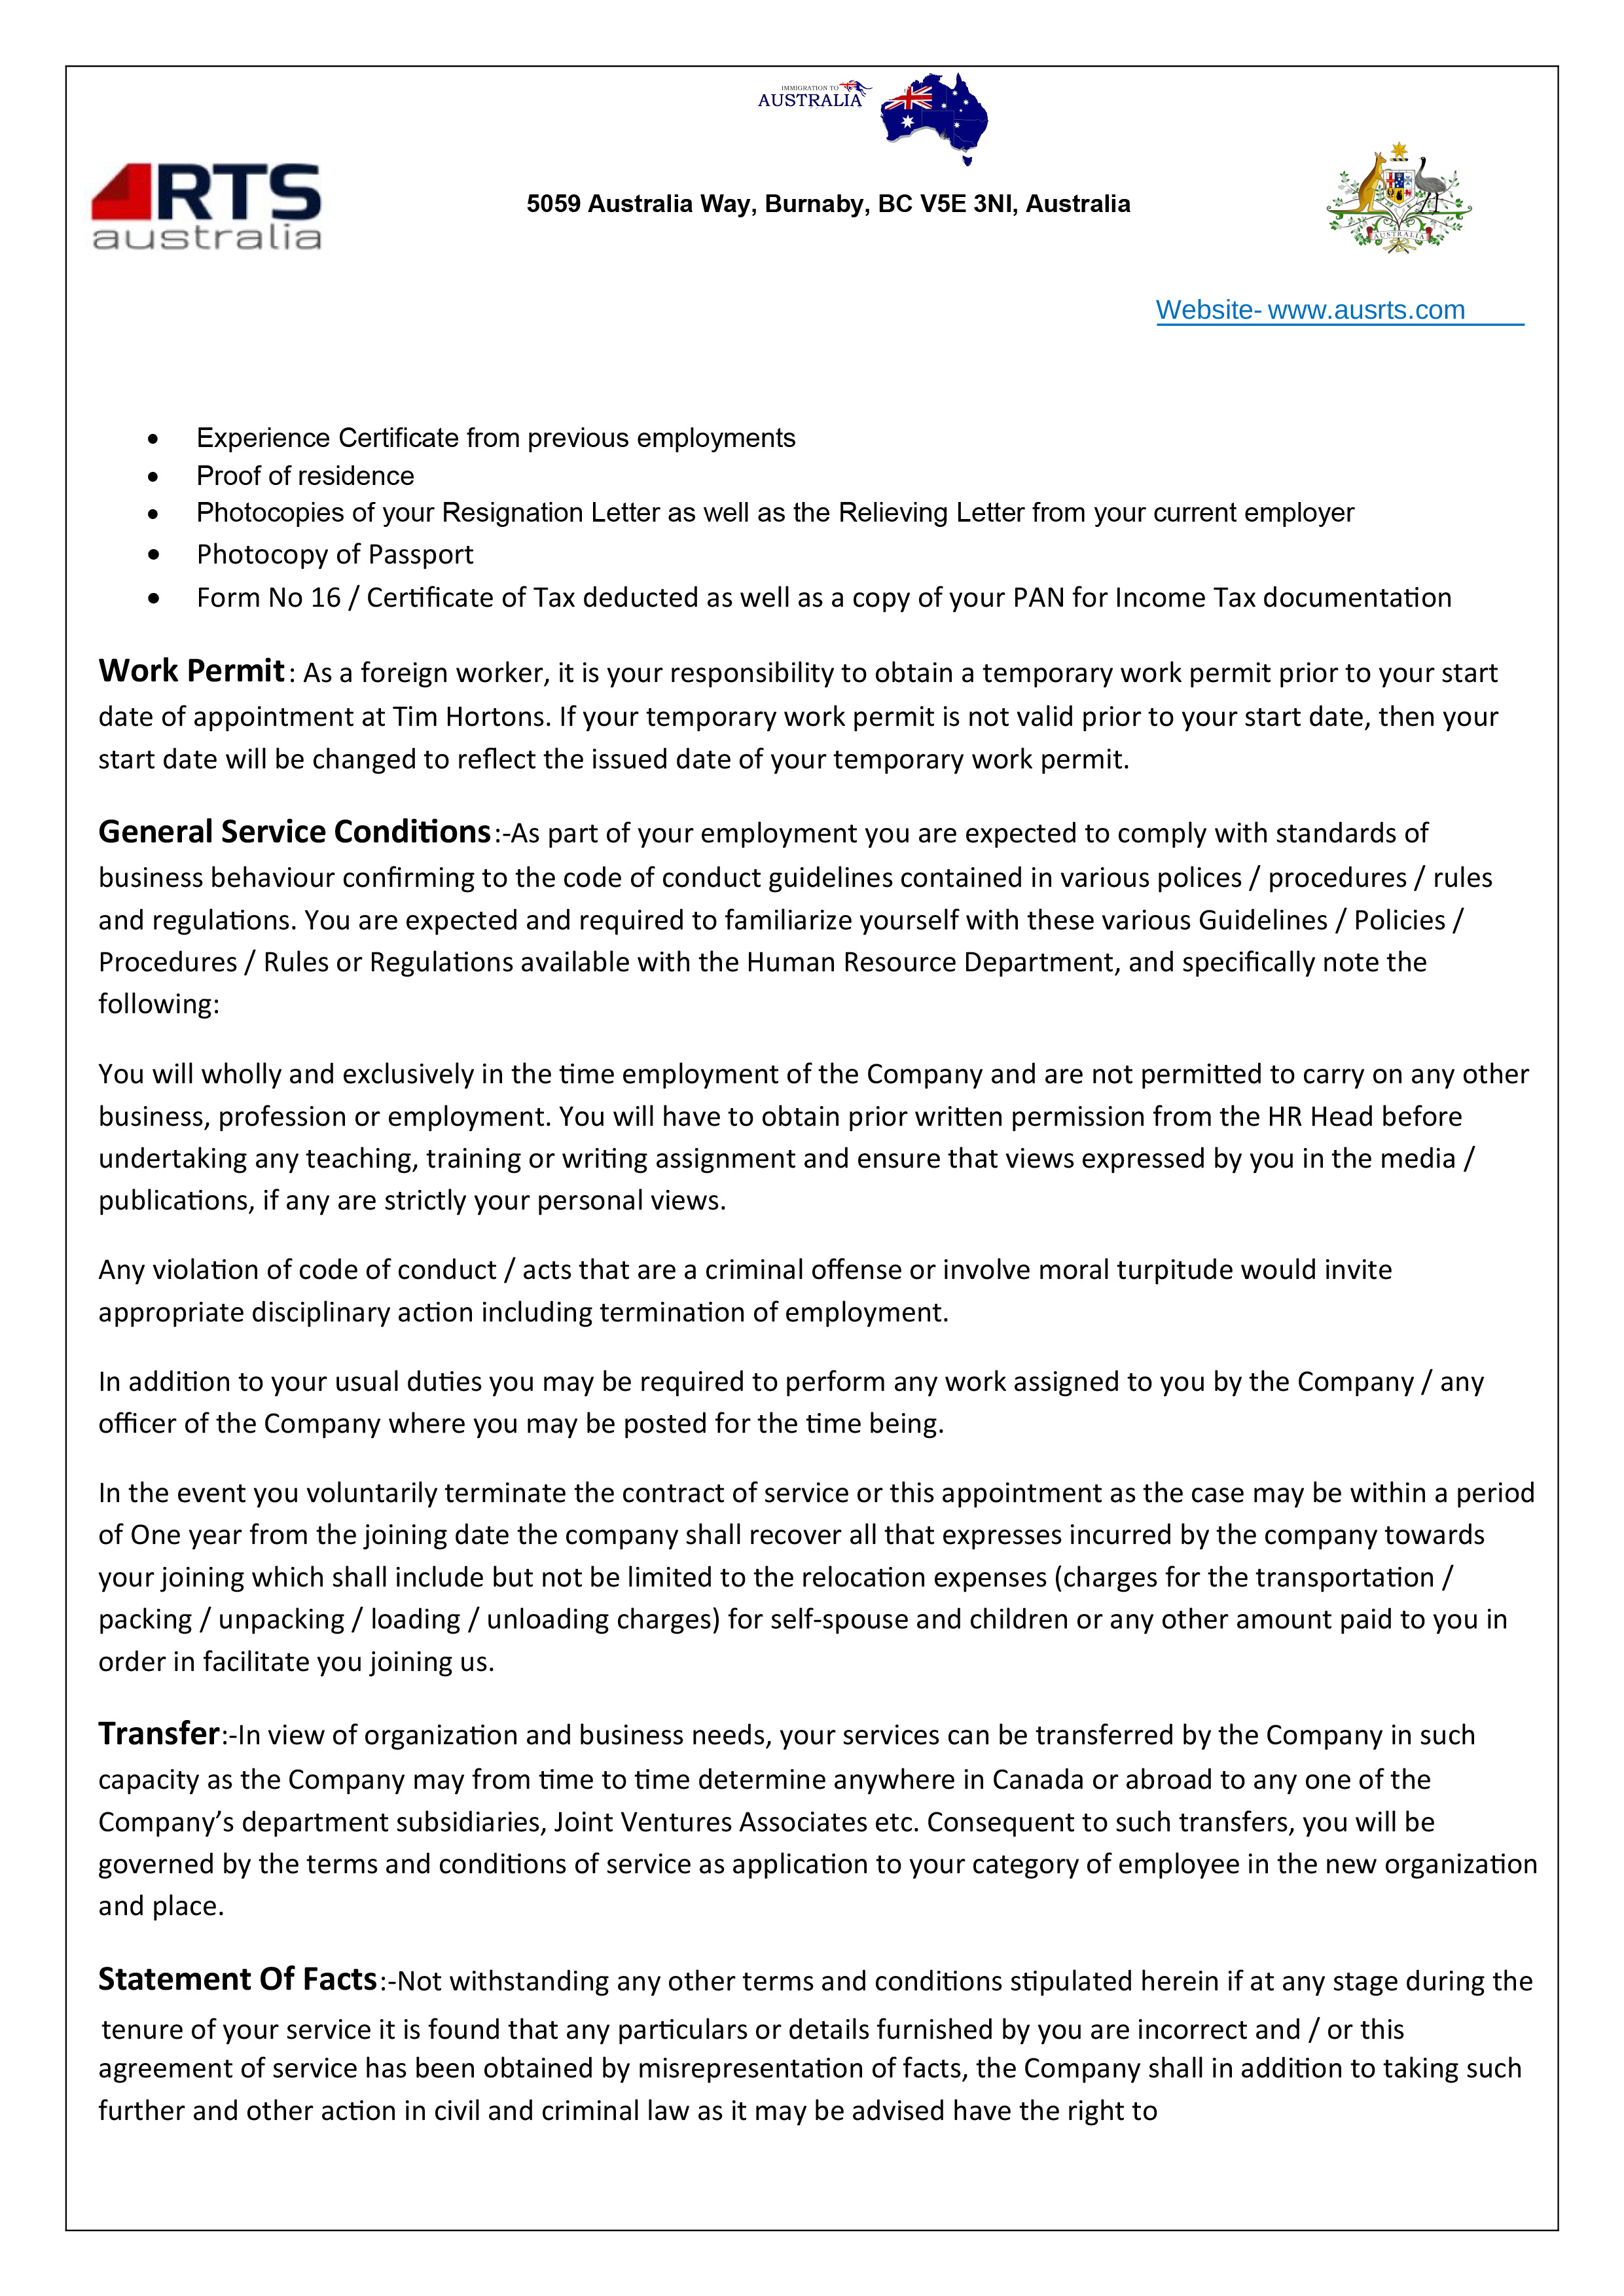 IMMIGRATION TO
AUSTRALIA
RTS
australia
5059 Australia Way, Burnaby, BC V5E 3NI, Australia
AUSTRALIA
Website- www.ausrts.com
• Experience Certificate from previous employments
• Proof of residence
• Photocopies of your Resignation Letter as well as the Relieving Letter from your current employer
• Photocopy of Passport
• Form No 16 / Certificate of Tax deducted as well as a copy of your PAN for Income Tax documentation
Work Permit: As a foreign worker, it is your responsibility to obtain a temporary work permit prior to your start
date of appointment at Tim Hortons. If your temporary work permit is not valid prior to your start date, then your
start date will be changed to reflect the issued date of your temporary work permit.
General Service Conditions:-As part of your employment you are expected to comply with standards of
business behaviour confirming to the code of conduct guidelines contained in various polices / procedures / rules
and regulations. You are expected and required to familiarize yourself with these various Guidelines / Policies /
Procedures / Rules or Regulations available with the Human Resource Department, and specifically note the
following:
You will wholly and exclusively in the time employment of the Company and are not permitted to carry on any other
business, profession or employment. You will have to obtain prior written permission from the HR Head before
undertaking any teaching, training or writing assignment and ensure that views expressed by you in the media /
publications, if any are strictly your personal views.
Any violation of code of conduct / acts that are a criminal offense or involve moral turpitude would invite
appropriate disciplinary action including termination of employment.
In addition to your usual duties you may be required to perform any work assigned to you by the Company / any
officer of the Company where you may be posted for the time being.
In the event you voluntarily terminate the contract of service or this appointment as the case may be within a period
of One year from the joining date the company shall recover all that expresses incurred by the company towards
your joining which shall include but not be limited to the relocation expenses (charges for the transportation /
packing / unpacking / loading / unloading charges) for self-spouse and children or any other amount paid to you in
order in facilitate you joining us.
Transfer:-In view of organization and business needs, your services can be transferred by the Company in such
capacity as the Company may from time to time determine anywhere in Canada or abroad to any one of the
Company’s department subsidiaries, Joint Ventures Associates etc. Consequent to such transfers, you will be
governed by the terms and conditions of service as application to your category of employee in the new organization
and place.
Statement Of Facts:-Not withstanding any other terms and conditions stipulated herein if at any stage during the
tenure of your service it is found that any particulars or details furnished by you are incorrect and / or this
agreement of service has been obtained by misrepresentation of facts, the Company shall in addition to taking such
further and other action in civil and criminal law as it may be advised have the right to